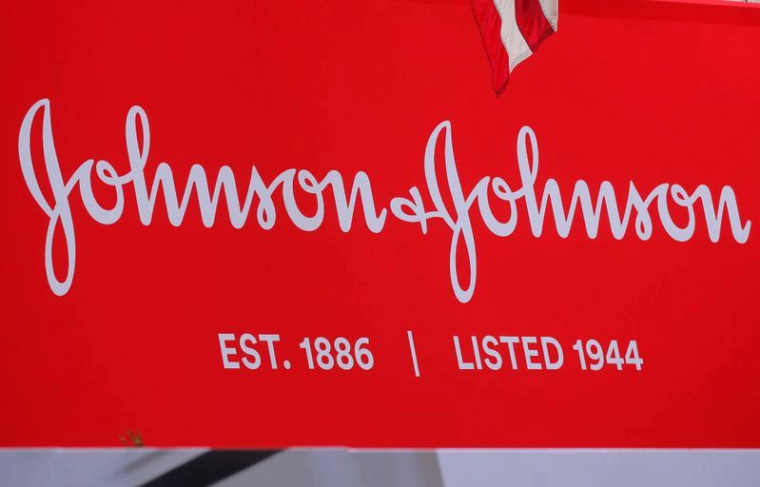 Johnson&Johnson
EST. 1886 | LISTED 1944